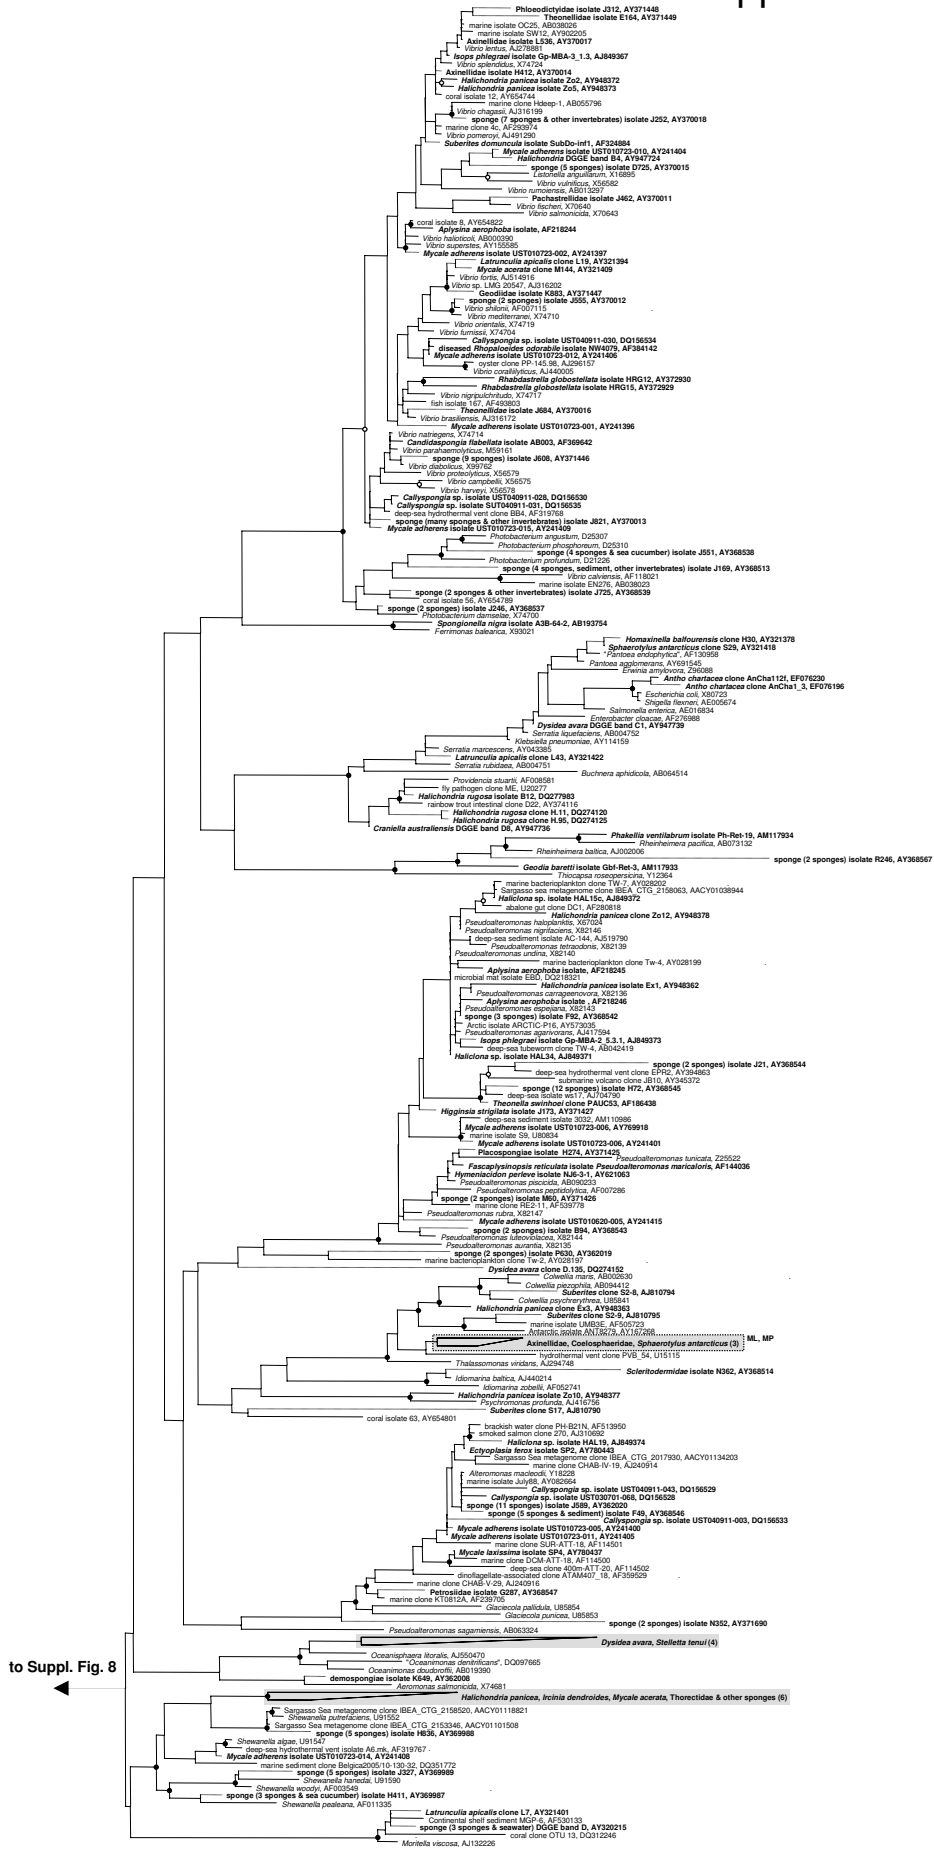 Phloeodictyidae isolate J312, AY371448
Theonellidae isolate E164, AY371449
marine isolate OC25, AB038026
marine isolate SW12, AY902205
Axinellidae isolate L536, AY370017
Vibrio lentus, AJ278881
Isops phlegraei isolate Gp-MBA-3_1.3, AJ849367
Vibrio splendidus, X74724
Axinellidae isolate H412, AY370014
Halichondria panicea isolate Zo2, AY948372
Halichondria panicea isolate Zo5, AY948373
coral isolate 12, AY654744
marine clone Hdeep-1, AB055796
Vibrio chagasii, AJ316199
sponge (7 sponges & other invertebrates) isolate J252, AY370018
marine clone 4c, AF293974
Vibrio pomeroyi, AJ491290
Suberites domuncula isolate SubDo-inf1, AF324884
Mycale adherens isolate UST010723-010, AY241404
Halichondria DGGE band B4, AY947724
sponge (5 sponges) isolate D725, AY370015
Listonella anguillarum, X16895
Vibrio vulnificus, X56582
Vibrio rumoiensis, AB013297
Pachastrellidae isolate J462, AY370011
Vibrio fischeri, X70640
Vibrio salmonicida, X70643
coral isolate 8, AY654822
Aplysina aerophoba isolate, AF218244
Vibrio halioticoli, AB000390
Vibrio superstes, AY155585
Mycale adherens isolate UST010723-002, AY241397
Latrunculia apicalis clone L19, AY321394
Mycale acerata clone M144, AY321409
Vibrio fortis, AJ514916
Vibrio sp. LMG 20547, AJ316202
Geodiidae isolate K883, AY371447
sponge (2 sponges) isolate J555, AY370012
Vibrio shilonii, AF007115
Vibrio mediterranei, X74710
Vibrio orientalis, X74719
Vibrio furnissii, X74704
Callyspongia sp. isolate UST040911-030, DQ156534
diseased Rhopaloeides odorabile isolate NW4079, AF384142
Mycale adherens isolate UST010723-012, AY241406
oyster clone PP-145.98, AJ296157
Vibrio coralliilyticus, AJ440005
Rhabdastrella globostellata isolate HRG12, AY372930
Rhabdastrella globostellata isolate HRG15, AY372929
Vibrio nigripulchritudo, X74717
fish isolate 167, AF493803
Theonellidae isolate J684, AY370016
Vibrio brasiliensis, AJ316172
Mycale adherens isolate UST010723-001, AY241396
Vibrio natriegens, X74714
Candidaspongia flabellata isolate AB003, AF369642
Vibrio parahaemolyticus, M59161
sponge (9 sponges) isolate J608, AY371446
Vibrio diabolicus, X99762
Vibrio proteolyticus, X56579
Vibrio campbellii, X56575
Vibrio harveyi, X56578
Callyspongia sp. isolate UST040911-028, DQ156530
Callyspongia sp. isolate SUT040911-031, DQ156535
deep-sea hydrothermal vent clone BB4, AF319768
sponge (many sponges & other invertebrates) isolate J821, AY370013
Mycale adherens isolate UST010723-015, AY241409
Photobacterium angustum, D25307
Photobacterium phosphoreum, D25310
sponge (4 sponges & sea cucumber) isolate J551, AY368538
Photobacterium profundum, D21226
sponge (4 sponges, sediment, other invertebrates) isolate J169, AY368513
Vibrio calviensis, AF118021
marine isolate EN276, AB038023
sponge (2 sponges & other invertebrates) isolate J725, AY368539
coral isolate 56, AY654789
sponge (2 sponges) isolate J246, AY368537
Photobacterium damselae, X74700
Spongionella nigra isolate A3B-64-2, AB193754
Ferrimonas balearica, X93021
Homaxinella balfourensis clone H30, AY321378
Sphaerotylus antarcticus clone S29, AY321418
"Pantoea endophytica", AF130958
Pantoea agglomerans, AY691545
Erwinia amylovora, Z96088
Antho chartacea clone AnCha112f, EF076230
Antho chartacea clone AnCha1_3, EF076196
Escherichia coli, X80723
Shigella flexneri, AE005674
Salmonella enterica, AE016834
Enterobacter cloacae, AF276988
Dysidea avara DGGE band C1, AY947739
Serratia liquefaciens, AB004752
Klebsiella pneumoniae, AY114159
Serratia marcescens, AY043385
Latrunculia apicalis clone L43, AY321422
Serratia rubidaea, AB004751
Buchnera aphidicola, AB064514
Providencia stuartii, AF008581
fly pathogen clone ME, U20277
Halichondria rugosa isolate B12, DQ277983
rainbow trout intestinal clone D22, AY374116
Halichondria rugosa clone H.11, DQ274120
Halichondria rugosa clone H.95, DQ274125
Craniella australiensis DGGE band D8, AY947736
Phakellia ventilabrum isolate Ph-Ret-19, AM117934
Rheinheimera pacifica, AB073132
Rheinheimera baltica, AJ002006
sponge (2 sponges) isolate R246, AY368567
Geodia baretti isolate Gbf-Ret-3, AM117933
Thiocapsa roseopersicina, Y12364
marine bacterioplankton clone TW-7, AY028202
Sargasso sea metagenome clone IBEA_CTG_2158063, AACY01038944
Haliclona sp. isolate HAL15c, AJ849372
abalone gut clone DC1, AF280818
Halichondria panicea clone Zo12, AY948378
Pseudoalteromonas haloplanktis, X67024
Pseudoalteromonas nigrifaciens, X82146
deep-sea sediment isolate AC-144, AJ519790
Pseudoalteromonas tetraodonis, X82139
Pseudoalteromonas undina, X82140
marine bacterioplankton clone Tw-4, AY028199
Aplysina aerophoba isolate, AF218245
microbial mat isolate EBD, DQ218321
Halichondria panicea isolate Ex1, AY948362
Pseudoalteromonas carrageenovora, X82136
Aplysina aerophoba isolate , AF218246
Pseudoalteromonas espejiana, X82143
sponge (3 sponges) isolate F92, AY368542
Arctic isolate ARCTIC-P16, AY573035
Pseudoalteromonas agarivorans, AJ417594
Isops phlegraei isolate Gp-MBA-2_5.3.1, AJ849373
deep-sea tubeworm clone TW-4, AB042419
Haliclona sp. isolate HAL34, AJ849371
sponge (2 sponges) isolate J21, AY368544
deep-sea hydrothermal vent clone EPR2, AY394863
submarine volcano clone JB10, AY345372
sponge (12 sponges) isolate H72, AY368545
deep-sea isolate ws17, AJ704790
Theonella swinhoei clone PAUC53, AF186438
Higginsia strigilata isolate J173, AY371427
deep-sea sediment isolate 3032, AM110986
Mycale adherens isolate UST010723-006, AY769918
marine isolate S9, U80834
Mycale adherens isolate UST010723-006, AY241401
Placospongiae isolate H274, AY371425
Pseudoalteromonas tunicata, Z25522
Fascaplysinopsis reticulata isolate Pseudoalteromonas maricaloris, AF144036
Hymeniacidon perleve isolate NJ6-3-1, AY621063
Pseudoalteromonas piscicida, AB090233
Pseudoalteromonas peptidolytica, AF007286
sponge (2 sponges) isolate M60, AY371426
marine clone RE2-11, AF539778
Pseudoalteromonas rubra, X82147
Mycale adherens isolate UST010620-005, AY241415
sponge (2 sponges) isolate B94, AY368543
Pseudoalteromonas luteoviolacea, X82144
Pseudoalteromonas aurantia, X82135
sponge (2 sponges) isolate P630, AY362019
marine bacterioplankton clone Tw-2, AY028197
Dysidea avara clone D.135, DQ274152
Colwellia maris, AB002630
Colwellia piezophila, AB094412
Suberites clone S2-8, AJ810794
Colwellia psychrerythrea, U85841
Halichondria panicea clone Ex3, AY948363
Suberites clone S2-9, AJ810795
marine isolate UMB3E, AF505723
Antarctic isolate ANT8279, AY167268
Axinellidae, Coelosphaeridae, Sphaerotylus antarcticus (3)
ML, MP
hydrothermal vent clone PVB_54, U15115
Thalassomonas viridans, AJ294748
Scleritodermidae isolate N362, AY368514
Idiomarina baltica, AJ440214
Idiomarina zobellii, AF052741
Halichondria panicea isolate Zo10, AY948377
Psychromonas profunda, AJ416756
Suberites clone S17, AJ810790
coral isolate 63, AY654801
brackish water clone PH-B21N, AF513950
smoked salmon clone 270, AJ310692
Haliclona sp. isolate HAL19, AJ849374
Ectyoplasia ferox isolate SP2, AY780443
Sargasso Sea metagenome clone IBEA_CTG_2017930, AACY01134203
marine clone CHAB-IV-19, AJ240914
Alteromonas macleodii, Y18228
marine isolate July88, AY082664
Callyspongia sp. isolate UST040911-043, DQ156529
Callyspongia sp. isolate UST030701-068, DQ156528
sponge (11 sponges) isolate J589, AY362020
sponge (5 sponges & sediment) isolate F49, AY368546
Callyspongia sp. isolate UST040911-003, DQ156533
Mycale adherens isolate UST010723-005, AY241400
Mycale adherens isolate UST010723-011, AY241405
marine clone SUR-ATT-18, AF114501
Mycale laxissima isolate SP4, AY780437
marine clone DCM-ATT-18, AF114500
deep-sea clone 400m-ATT-20, AF114502
dinoflagellate-associated clone ATAM407_18, AF359529
marine clone CHAB-V-29, AJ240916
Petrosiidae isolate G287, AY368547
marine clone KT0812A, AF239705
Glaciecola pallidula, U85854
Glaciecola punicea, U85853
sponge (2 sponges) isolate N352, AY371690
Pseudoalteromonas sagamiensis, AB063324
Dysidea avara, Stelletta tenui (4)
Oceanisphaera litoralis, AJ550470
"Oceanimonas denitrificans", DQ097665
Oceanimonas doudoroffii, AB019390
to Suppl. Fig. 8
demospongiae isolate K649, AY362008
Aeromonas salmonicida, X74681
Halichondria panicea, Ircinia dendroides, Mycale acerata, Thorectidae & other sponges (6)
Sargasso Sea metagenome clone IBEA_CTG_2158520, AACY01118821
Shewanella putrefaciens, U91552
Sargasso Sea metagenome clone IBEA_CTG_2153346, AACY01101508
sponge (5 sponges) isolate H836, AY369988
Shewanella algae, U91547
deep-sea hydrothermal vent isolate A6.mk, AF319767
Mycale adherens isolate UST010723-014, AY241408
marine sediment clone Belgica2005/10-130-32, DQ351772
sponge (5 sponges) isolate J327, AY369989
Shewanella hanedai, U91590
Shewanella woodyi, AF003549
sponge (3 sponges & sea cucumber) isolate H411, AY369987
Shewanella pealeana, AF011335
Latrunculia apicalis clone L7, AY321401
Continental shelf sediment MGP-6, AF530133
sponge (3 sponges & seawater) DGGE band D, AY320215
coral clone OTU 13, DQ312246
Moritella viscosa, AJ132226